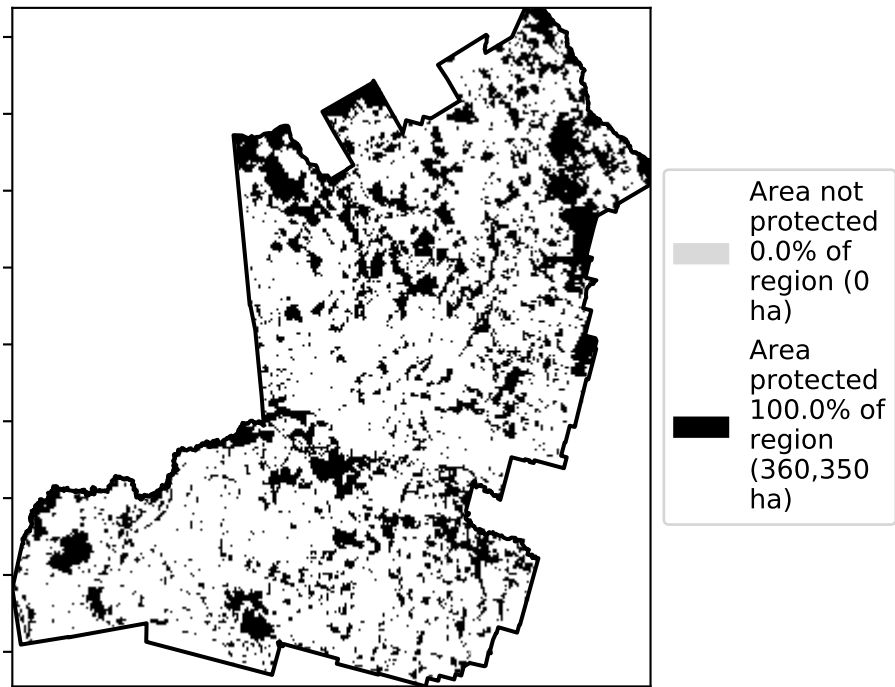 Area not
protected
0.0% of
region (0
ha)
Area
protected
100.0% of
region
(360,350
ha)